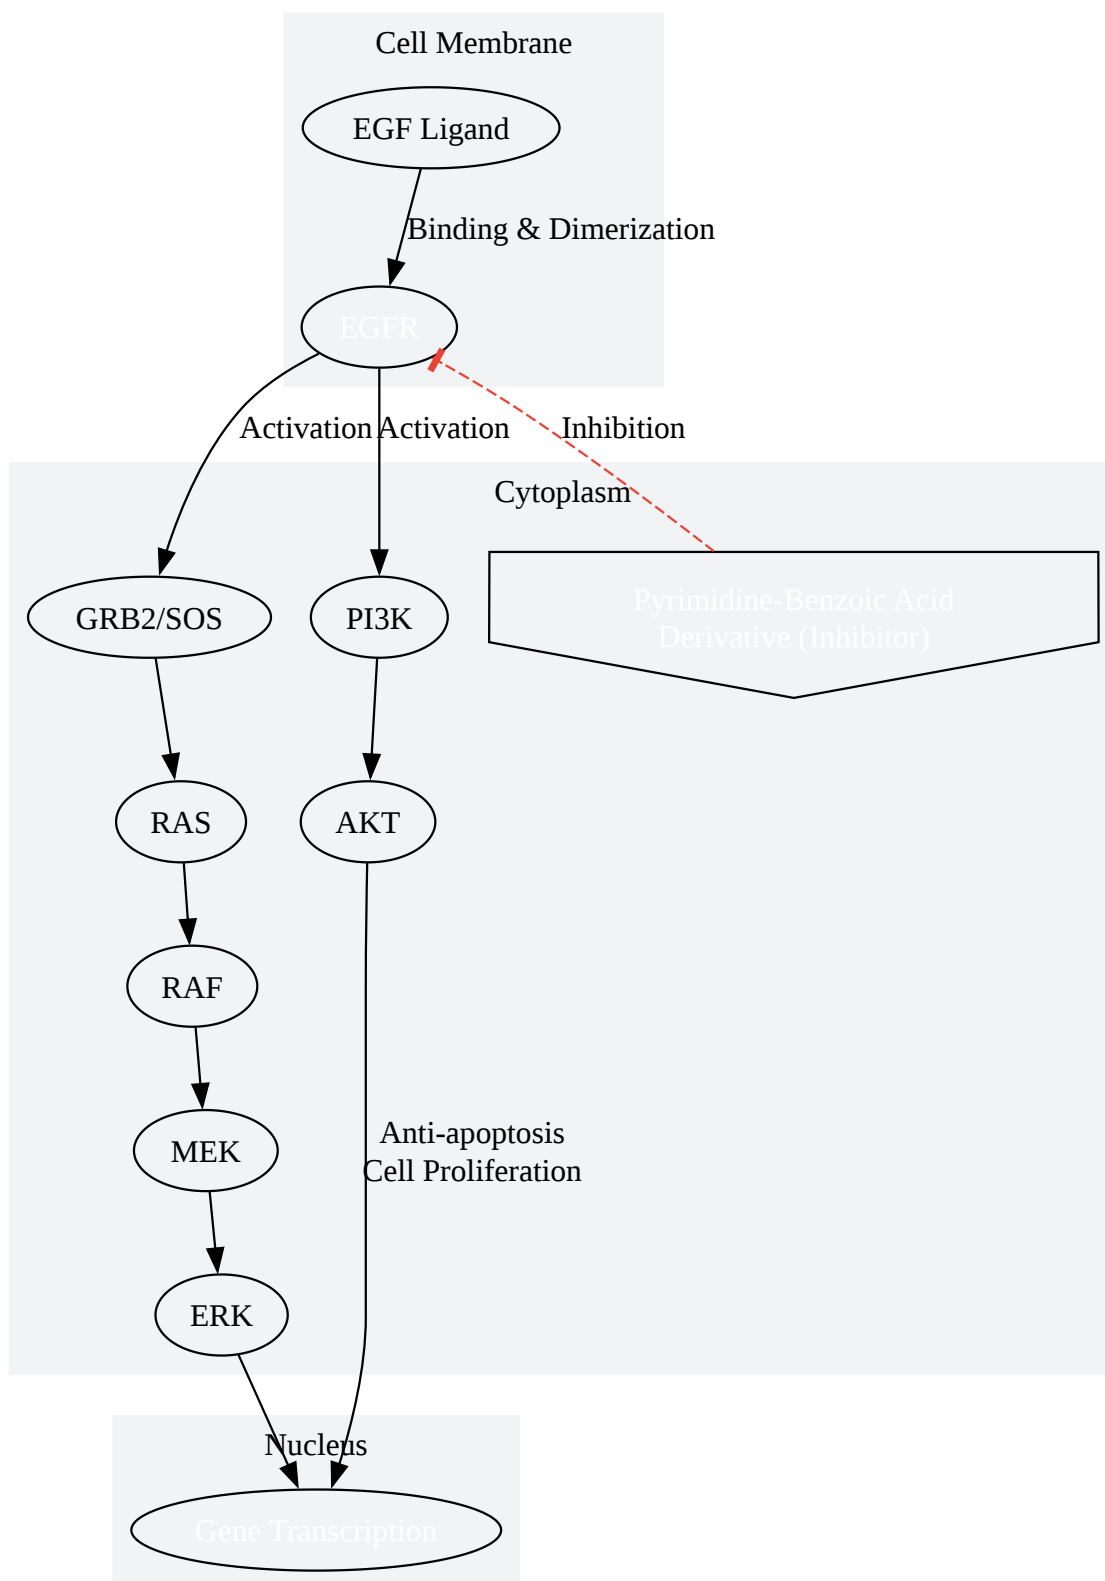 Cell Membrane
EGF Ligand
Binding & Dimerization
EGFR
Activation
Activation
Inhibition
Cytoplasm
GRB2/SOS
PI3K
Pyrimidine-Benzoic Acid
Derivative (Inhibitor)
RAS
AKT
RAF
MEK
Anti-apoptosis
Cell Proliferation
ERK
Nucleus
Gene Transcription